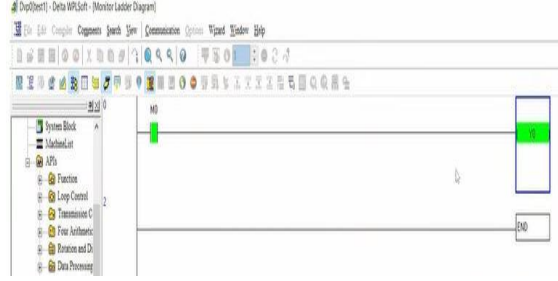 Dvp0[test1] - Delta WPLSoft - [Monitor Ladder Diagram]
File Edit Compiler Comments Search View Communication Options Wizard Window Help
0
M0
Y0
System Block
MachineList
APIs
Function
Loop Control
2
Transmission C
Four Arithmetic
END
Rotation and Di
Data Processing